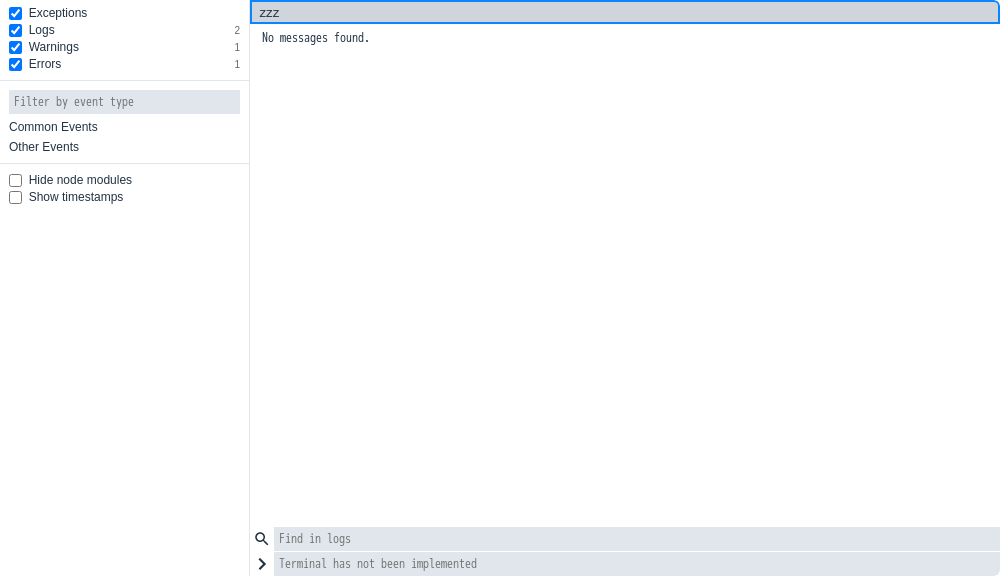 Exceptions
Logs 2
Warnings 1
Errors 1
Filter by event type
Common Events
Other Events
Hide node modules
Show timestamps
zzz
No messages found.
Find in logs
Terminal has not been implemented